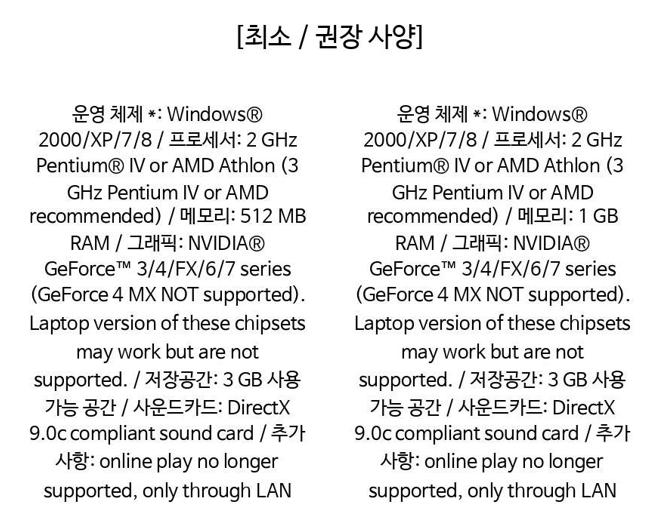 [최소 / 권장 사양]
운영 체제 *: Windows®
2000/XP/7/8 / 프로세서: 2 GHz
Pentium® IV or AMD Athlon (3
GHz Pentium IV or AMD
recommended) / 메모리: 512 MB
RAM / 그래픽: NVIDIA®
GeForce™ 3/4/FX/6/7 series
(GeForce 4 MX NOT supported).
Laptop version of these chipsets
may work but are not
supported. / 저장공간: 3 GB 사용
가능 공간 / 사운드카드: DirectX
9.0c compliant sound card / 추가
사항: online play no longer
supported, only through LAN
운영 체제 *: Windows®
2000/XP/7/8 / 프로세서: 2 GHz
Pentium® IV or AMD Athlon (3
GHz Pentium IV or AMD
recommended) / 메모리: 1 GB
RAM / 그래픽: NVIDIA®
GeForce™ 3/4/FX/6/7 series
(GeForce 4 MX NOT supported).
Laptop version of these chipsets
may work but are not
supported. / 저장공간: 3 GB 사용
가능 공간 / 사운드카드: DirectX
9.0c compliant sound card / 추가
사항: online play no longer
supported, only through LAN